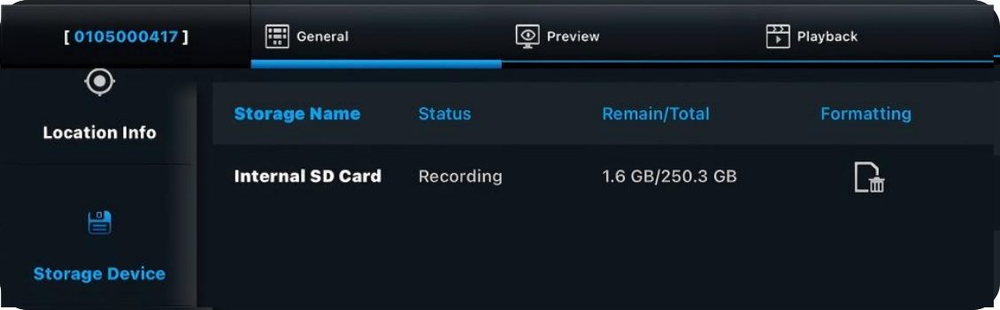 [ 0105000417 ]
General
Preview
Playback
Location Info
Storage Device
Storage Name Status Remain/Total Formatting
Internal SD Card Recording 1.6 GB/250.3 GB